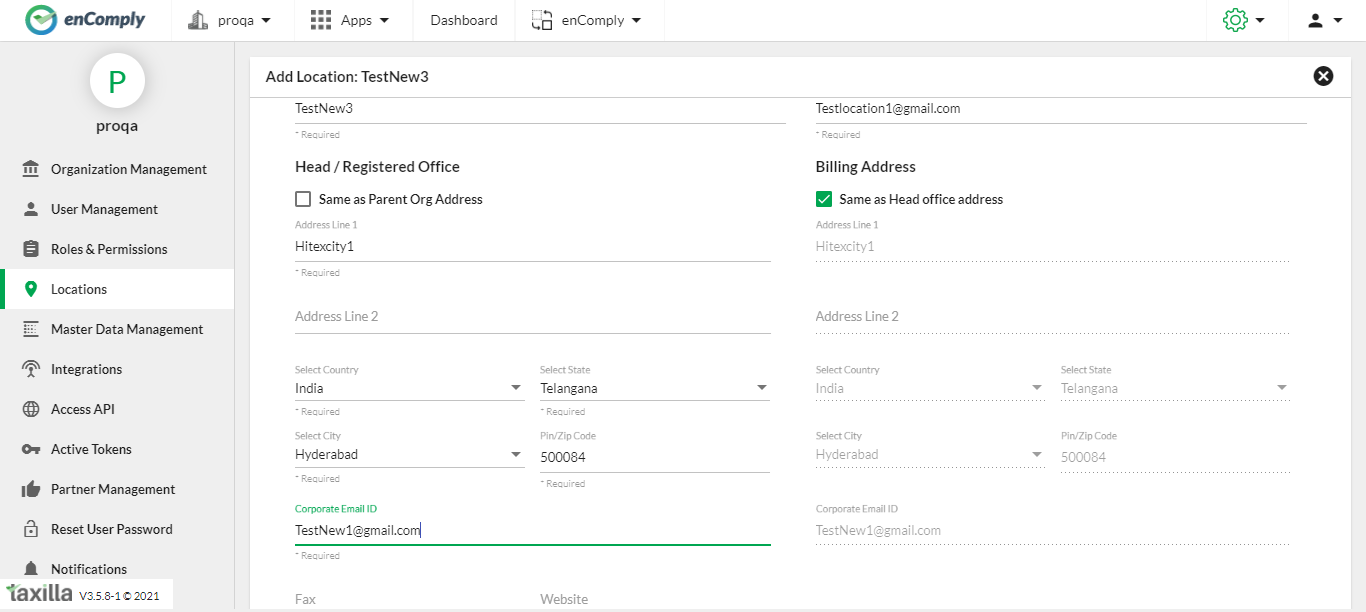 enComply proqa Apps Dashboard enComply
P
proqa
Organization Management
User Management
Roles & Permissions
Locations
Master Data Management
Integrations
Access API
Active Tokens
Partner Management
Reset User Password
Notifications
taxilla V3.5.8-1 © 2021
Add Location: TestNew3
TestNew3 Testlocation1@gmail.com
* Required * Required
Head / Registered Office Billing Address
Same as Parent Org Address Same as Head office address
Address Line 1 Address Line 1
Hitexcity1 Hitexcity1
* Required
Address Line 2 Address Line 2
Select Country Select State Select Country Select State
India Telangana India Telangana
* Required * Required
Select City Pin/Zip Code Select City Pin/Zip Code
Hyderabad 500084 Hyderabad 500084
* Required * Required
Corporate Email ID Corporate Email ID
TestNew1@gmail.com TestNew1@gmail.com
* Required
Fax Website